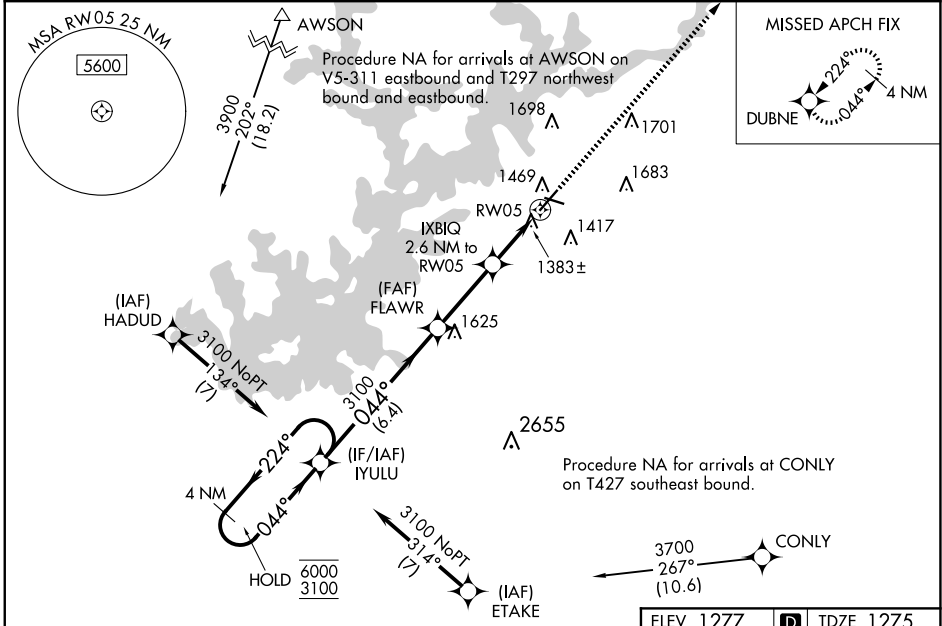 MSA RW05 25 NM
5600
AWSON
3900
202°
(18.2)
Procedure NA for arrivals at AWSON on
V5-311 eastbound and T297 northwest
bound and eastbound.
MISSED APCH FIX
224°
044°
4 NM
DUBNE
1698
1701
1469
1683
RW05
1417
1383±
IXBIQ
2.6 NM to
RW05
(FAF)
FLAWR
1625
(IAF)
HADUD
3100 NoPT
134°
(7)
3100
044°
(6.4)
2655
(IF/IAF)
IYULU
224°
044°
4 NM
HOLD
6000
3100
Procedure NA for arrivals at CONLY
on T427 southeast bound.
3100 NoPT
314°
(7)
(IAF)
ETAKE
CONLY
3700
267°
(10.6)
ELEV 1277 D TDZE 1275